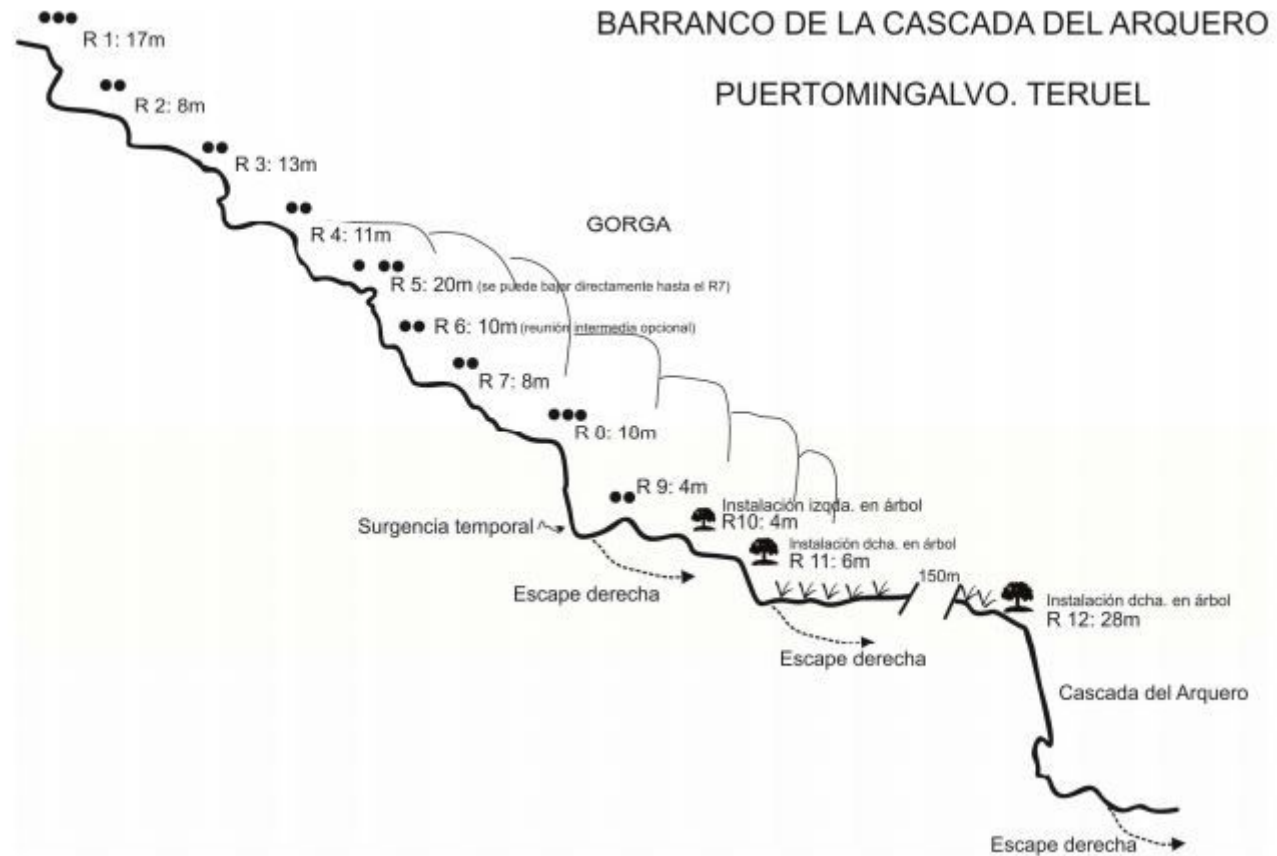 BARRANCO DE LA CASCADA DEL ARQUERO
PUERTOMINGALVO. TERUEL
R 1: 17m
R 2: 8m
R 3: 13m
R 4: 11m
GORGA
R 5: 20m (se puede bajar directamente hasta el R7)
R 6: 10m (reunión intermedia opcional)
R 7: 8m
R 8: 10m
R 9: 4m
Instalación izqda. en árbol
R10: 4m
Surgencia temporal
Instalación dcha. en árbol
R 11: 6m
Escape derecha
150m
Instalación dcha. en árbol
R 12: 28m
Escape derecha
Cascada del Arquero
Escape derecha